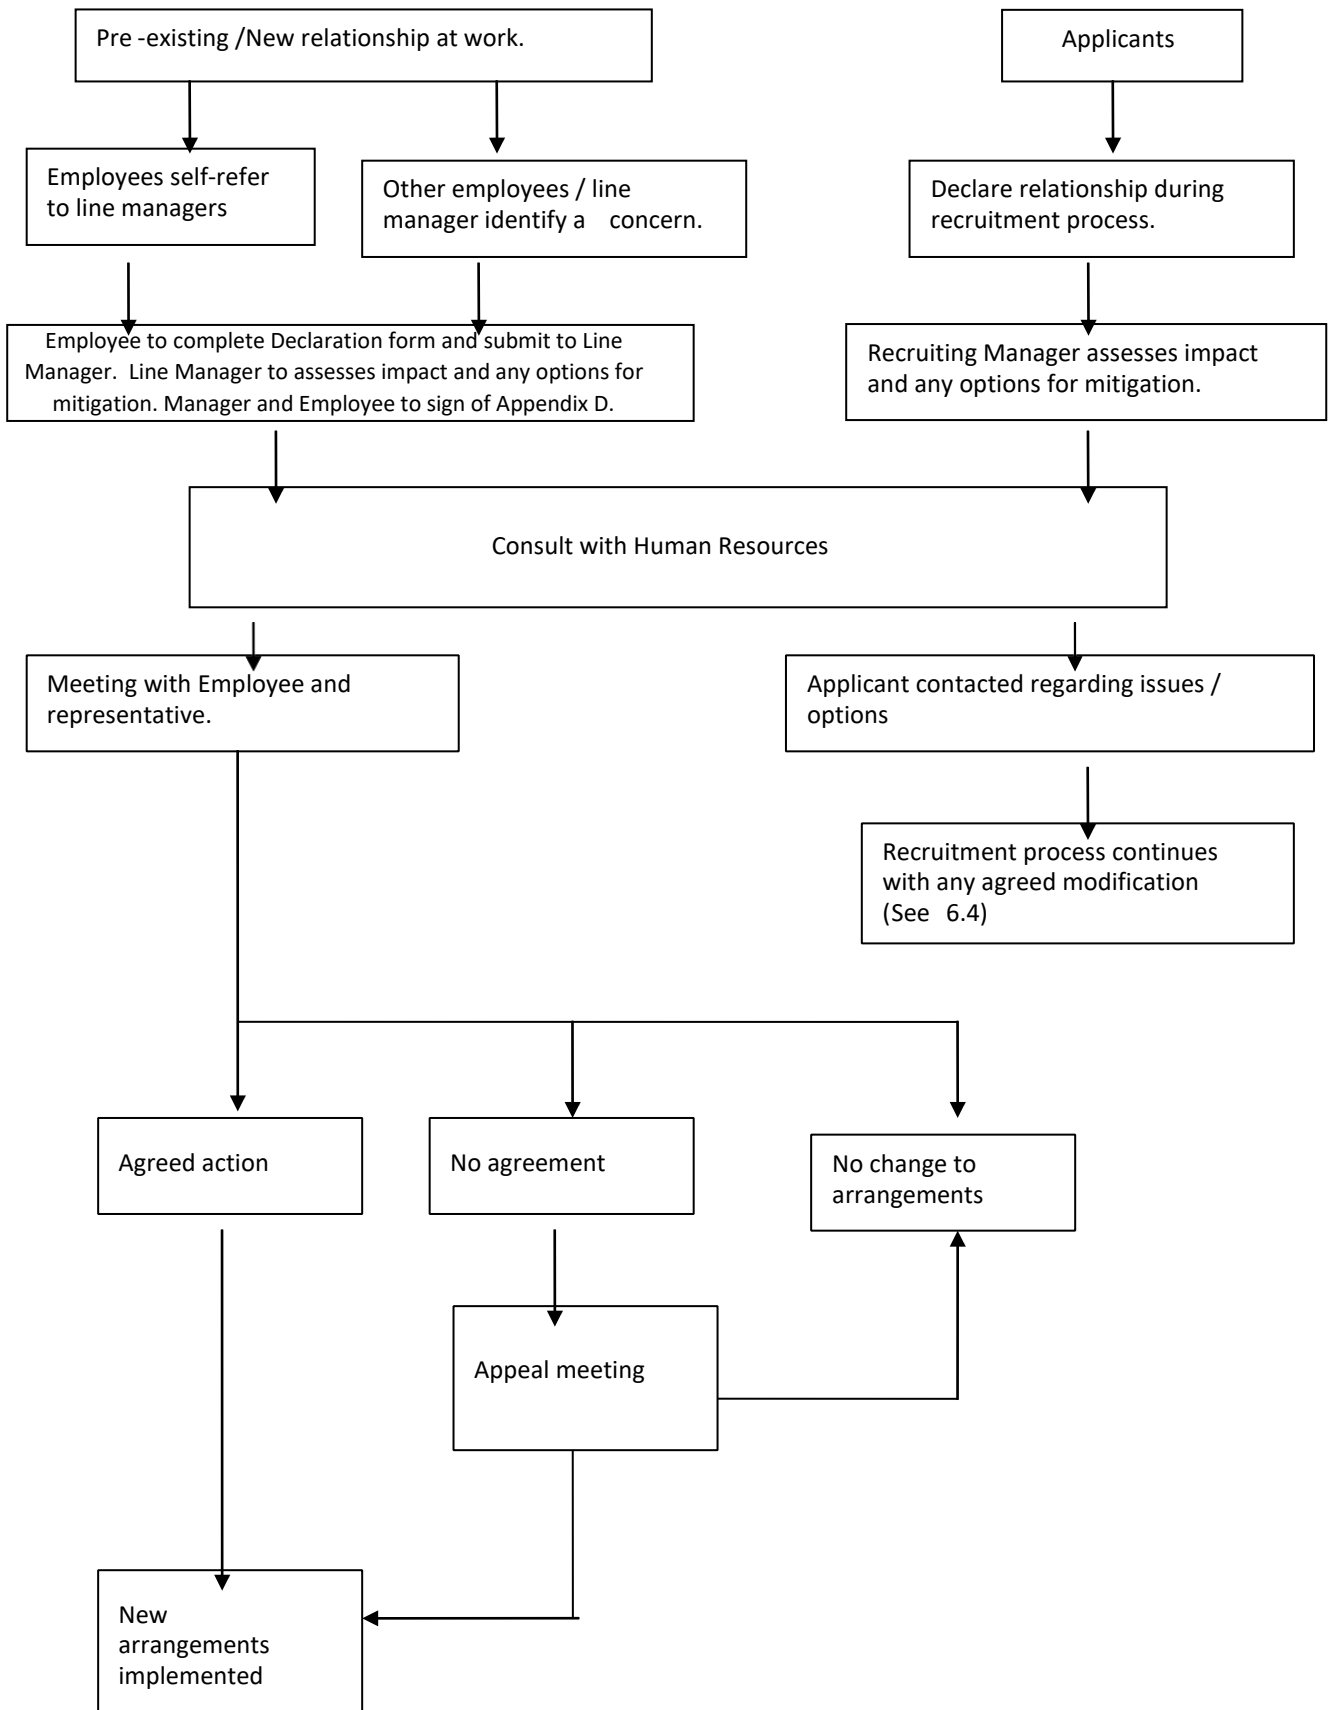 Pre -existing /New relationship at work.
Applicants
Employees self-refer
to line managers
Other employees / line
manager identify a concern.
Declare relationship during
recruitment process.
Employee to complete Declaration form and submit to Line
Manager. Line Manager to assesses impact and any options for
mitigation. Manager and Employee to sign of Appendix D.
Recruiting Manager assesses impact
and any options for mitigation.
Consult with Human Resources
Meeting with Employee and
representative.
Applicant contacted regarding issues /
options
Recruitment process continues
with any agreed modification
(See 6.4)
Agreed action
No agreement
No change to
arrangements
Appeal meeting
New
arrangements
implemented